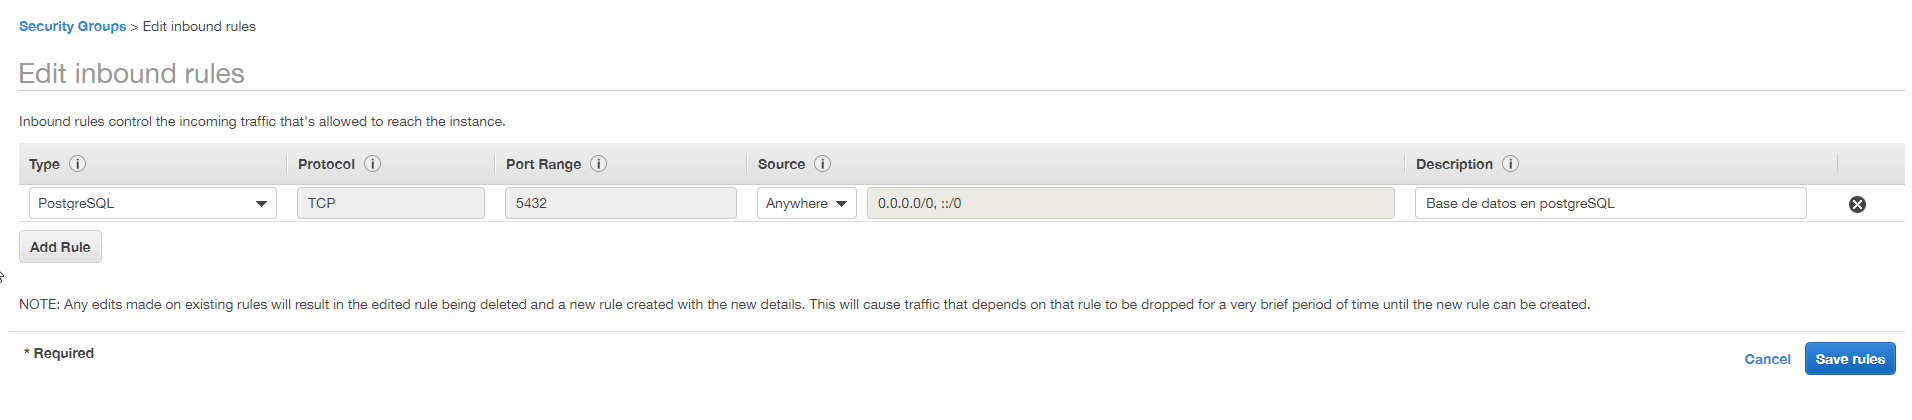 Security Groups > Edit inbound rules
Edit inbound rules
Inbound rules control the incoming traffic that's allowed to reach the instance.
Type i Protocol i Port Range i Source i Description i
PostgreSQL TCP 5432 Anywhere 0.0.0.0/0, ::/0 Base de datos en postgreSQL
Add Rule
NOTE: Any edits made on existing rules will result in the edited rule being deleted and a new rule created with the new details. This will cause traffic that depends on that rule to be dropped for a very brief period of time until the new rule can be created.
* Required
Cancel Save rules